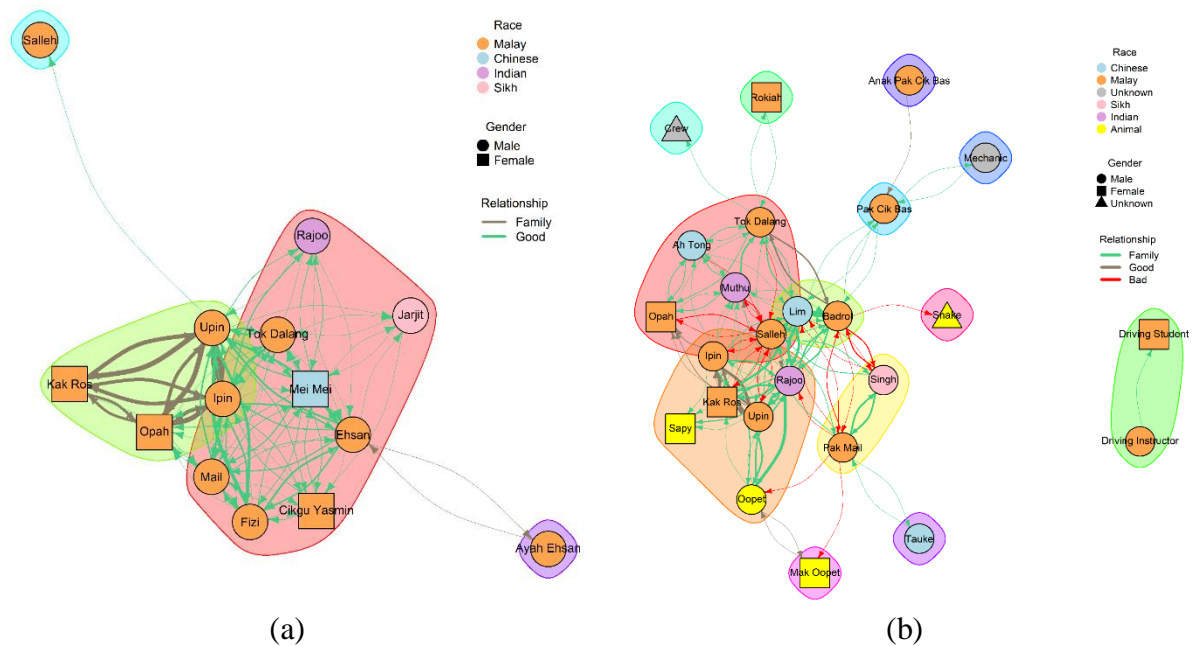 Salleh
Race
Malay
Chinese
Indian
Sikh
Gender
Male
Female
Relationship
Family
Good
Rajoo
Jarjit
Upin
Tok Dalang
Mei Mei
Kak Ros
Ipin
Opah
Ehsan
Mail
Cikgu Yasmin
Fizi
Ayah Ehsan
(a)
Race
Chinese
Malay
Unknown
Sikh
Indian
Animal
Gender
Male
Female
Unknown
Relationship
Family
Good
Bad
Anak Pak Cik Bas
Rokiah
Crew
Mechanic
Pak Cik Bas
Tok Dalang
Ah Tong
Muthu
Opah
Lim
Badrol
Snake
Salleh
Ipin
Rajoo
Singh
Kak Ros
Upin
Sapy
Pak Mail
Oopet
Tauke
Mak Oopet
Driving Student
Driving Instructor
(b)